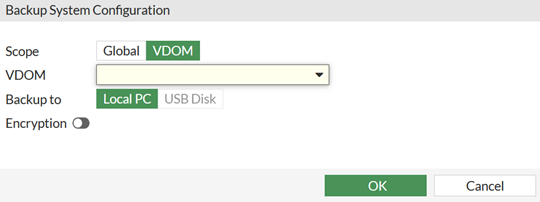 Backup System Configuration
Scope Global VDOM
VDOM
Backup to Local PC USB Disk
Encryption
OK Cancel